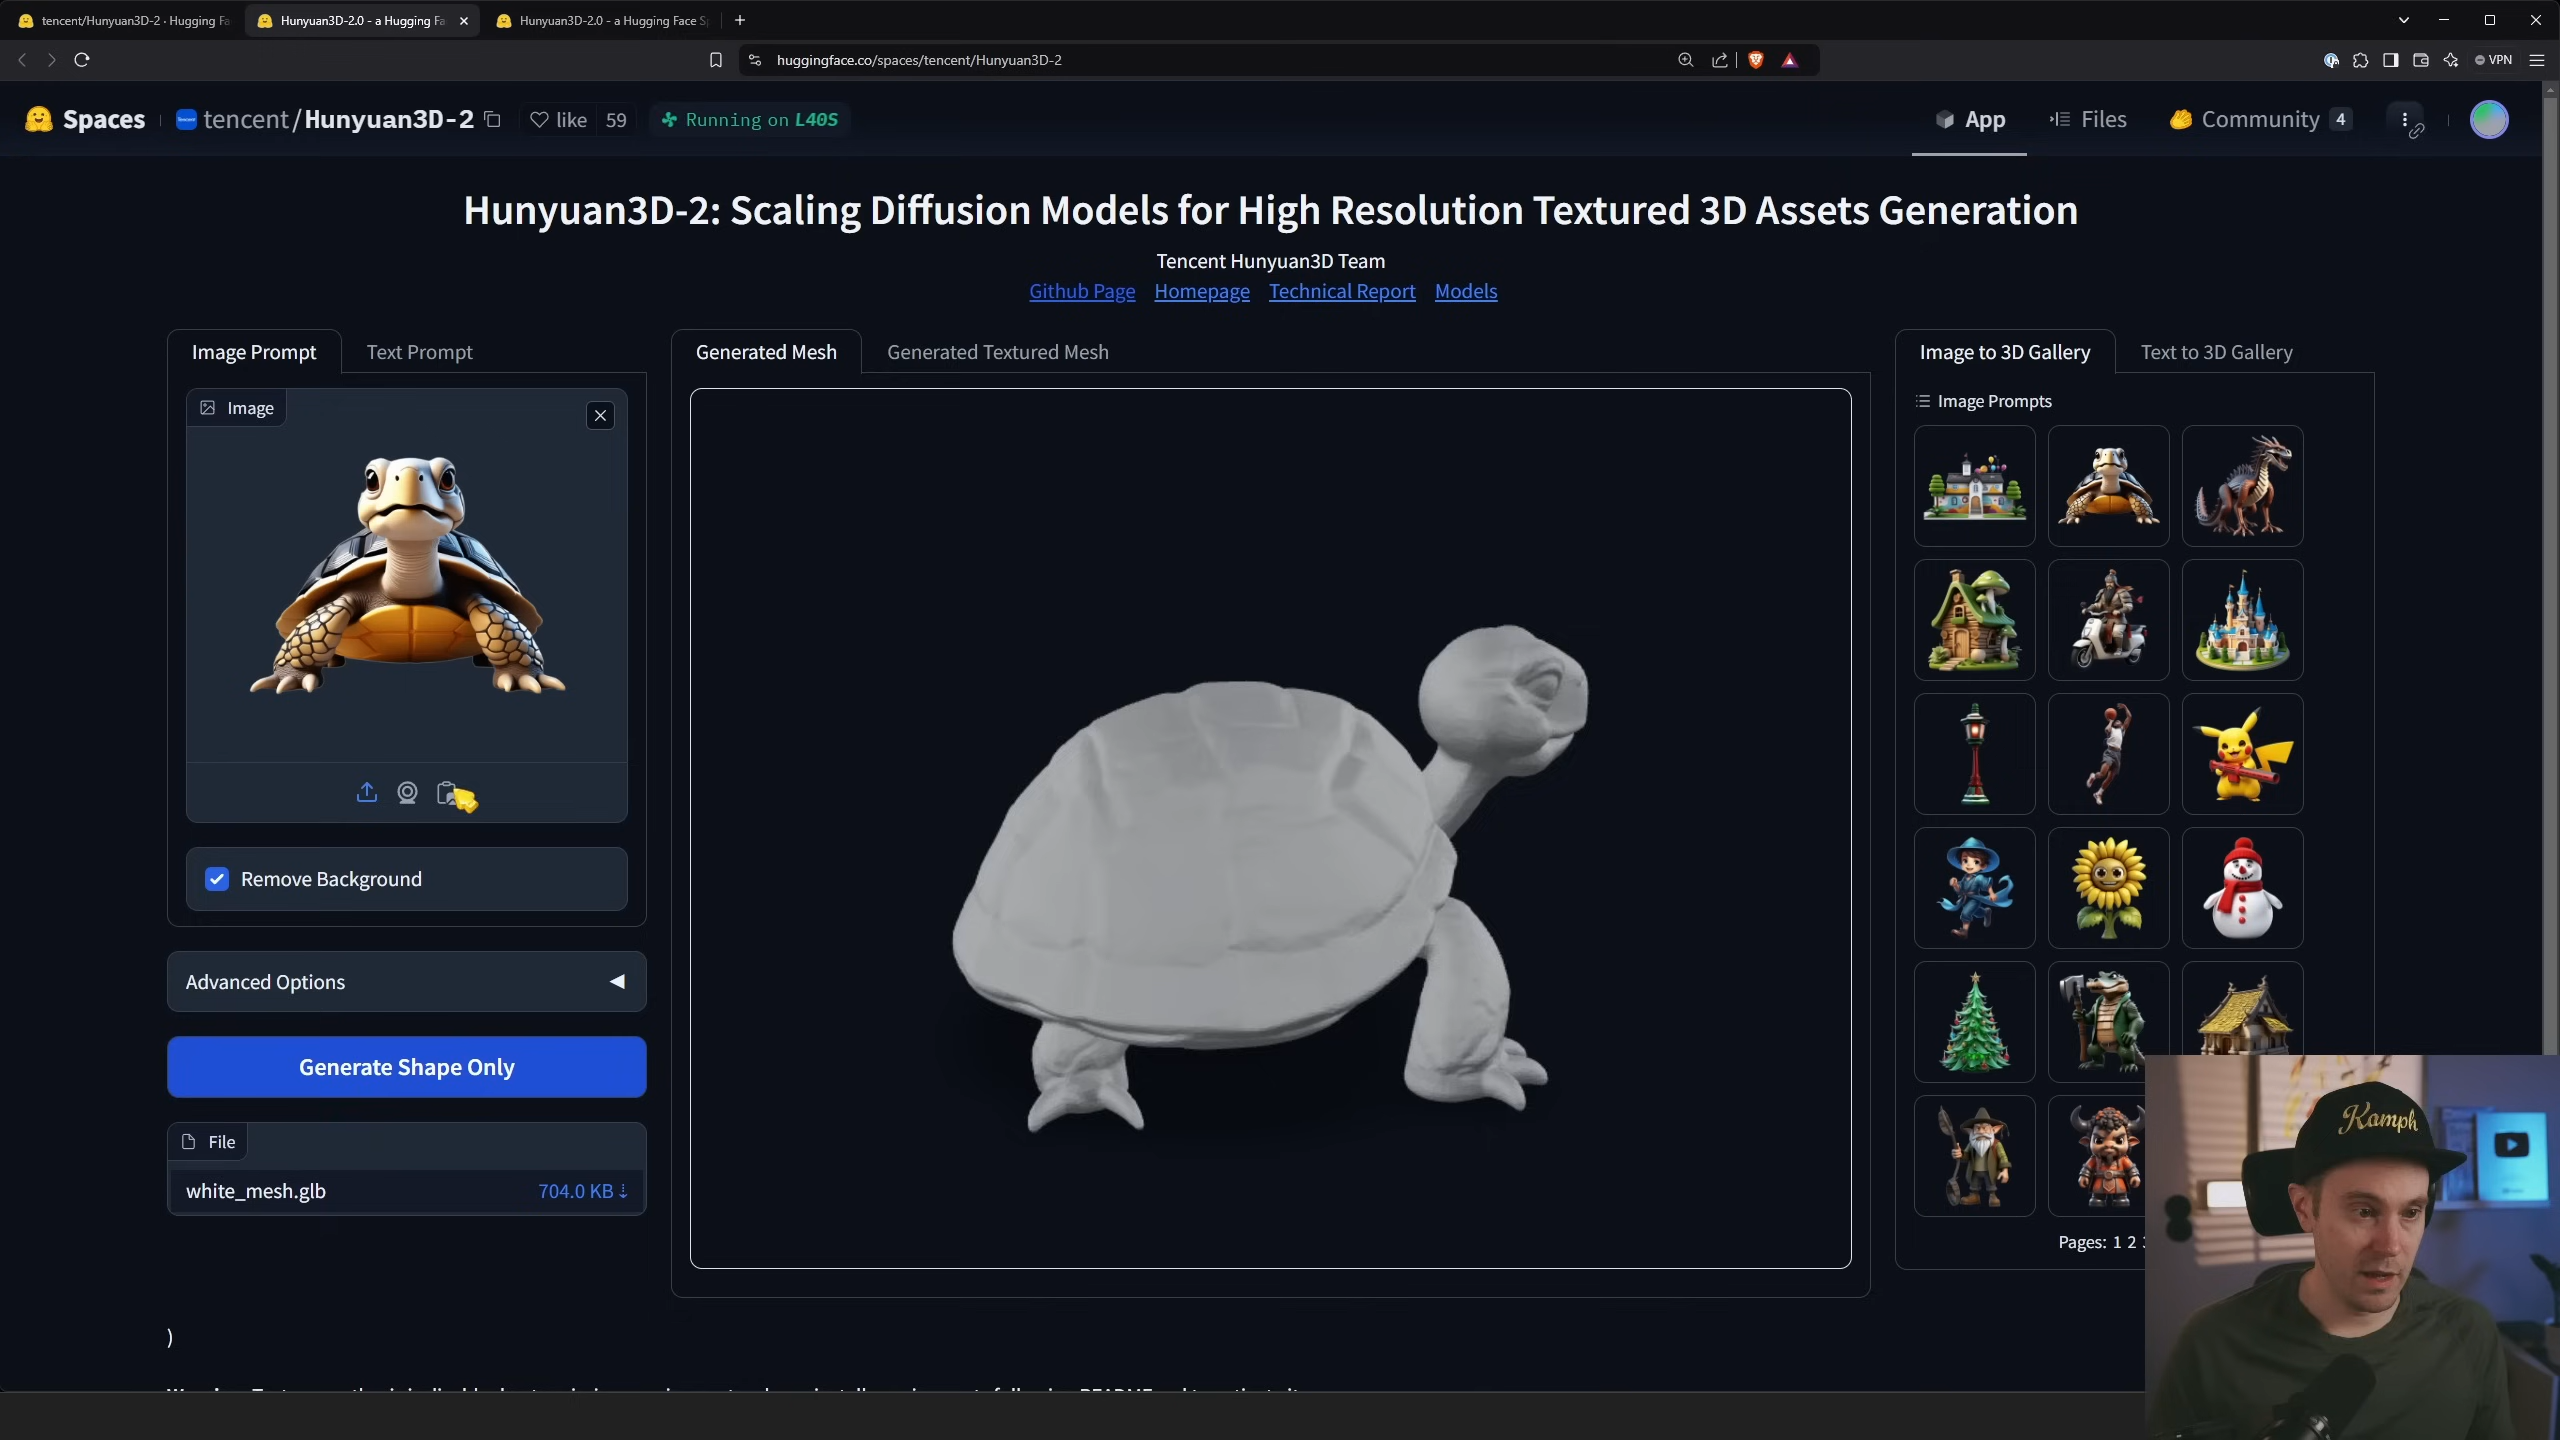 tencent/Hunyuan3D-2 · Hugging Fa
Hunyuan3D-2.0 - a Hugging Fa
Hunyuan3D-2.0 - a Hugging Face S
huggingface.co/spaces/tencent/Hunyuan3D-2
VPN
Spaces
tencent/Hunyuan3D-2
like 59
Running on L40S
App
Files
Community 4
Hunyuan3D-2: Scaling Diffusion Models for High Resolution Textured 3D Assets Generation
Tencent Hunyuan3D Team
Github Page Homepage Technical Report Models
Image Prompt Text Prompt
Image
Remove Background
Advanced Options
Generate Shape Only
File
white_mesh.glb 704.0 KB
)
Generated Mesh Generated Textured Mesh
Image to 3D Gallery Text to 3D Gallery
Image Prompts
Pages: 1 2
Kamph